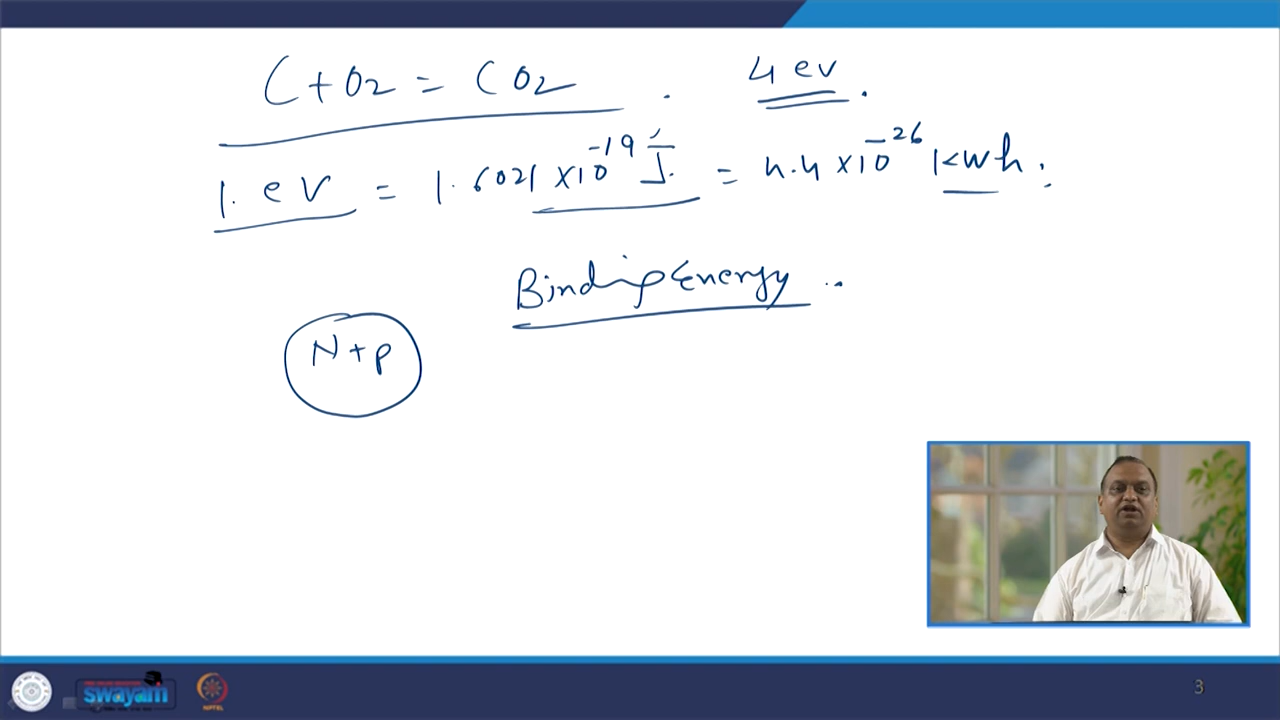 C + O2 = CO2 . 4 ev .
1. eV = 1.6021 × 10^-19 J. = 4.4 × 10^-26 kwh :
Binding Energy ..
N + P
3
swayam
NPTEL